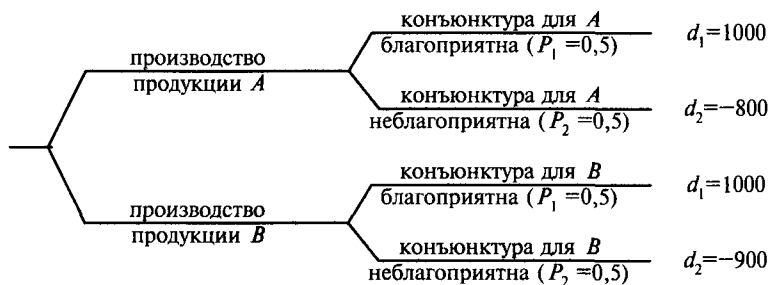 конъюнктура для A
благоприятна (P₁ =0,5)
d₁=1000
производство
продукции A
конъюнктура для A
неблагоприятна (P₂ =0,5)
d₂=−800
конъюнктура для B
благоприятна (P₁ =0,5)
d₁=1000
производство
продукции B
конъюнктура для B
неблагоприятна (P₂ =0,5)
d₂=−900